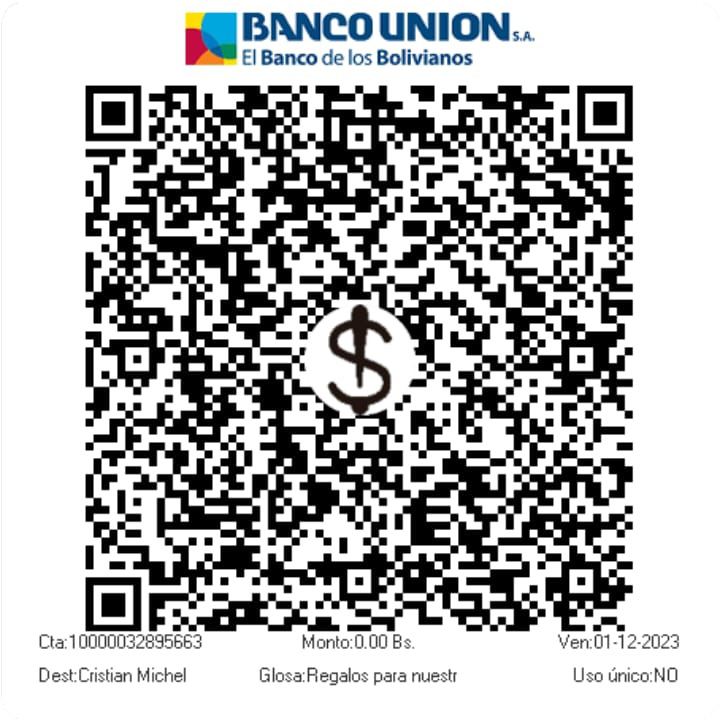 BANCO UNION S.A.
El Banco de los Bolivianos
$
Cta:10000032895663 Monto:0.00 Bs. Ven:01-12-2023
Dest:Cristian Michel Glosa:Regalos para nuestr Uso único:NO